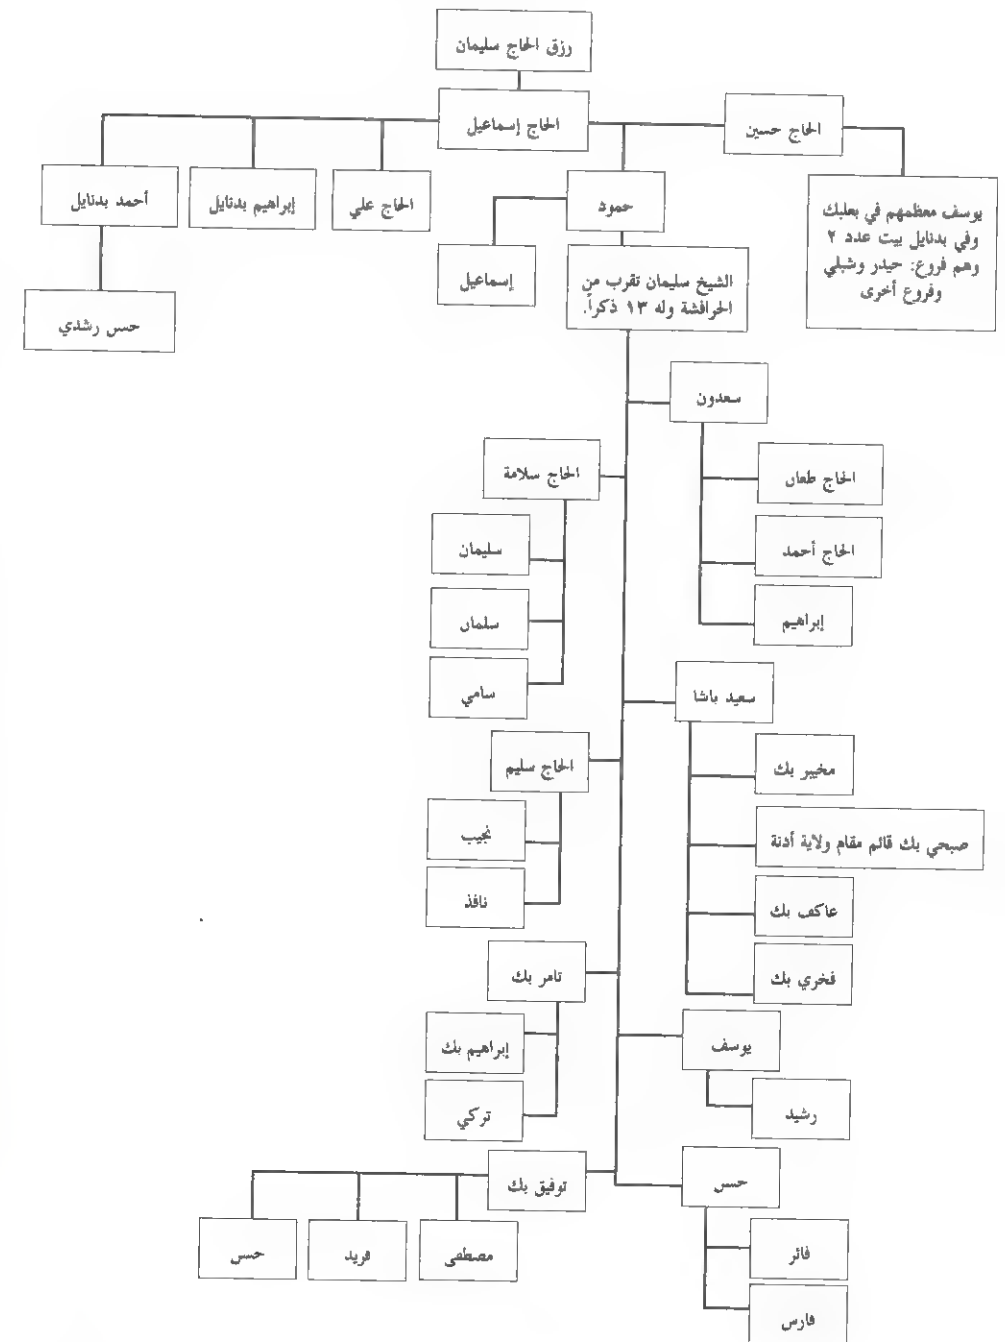 رزق الحاج سليمان
الحاج إسماعيل
الحاج حسين
يوسف معظمهم في بعلبك
وفي بدنايل بيت عدد ٢
وهم فروع: حيدر وشبلي
وفروع أخرى
حمود
الحاج علي
إبراهيم بدنايل
أحمد بدنايل
إسماعيل
حسن رشدي
الشيخ سليمان تقرب من
الحرافشة وله ١٣ ذكراً.
سعدون
الحاج طعان
الحاج أحمد
إبراهيم
الحاج سلامة
سليمان
سلمان
سامي
سعيد باشا
مخيبر بك
صبحي بك قائم مقام ولاية أدنة
عاكف بك
فخري بك
الحاج سليم
نجيب
نافذ
تامر بك
إبراهيم بك
تركي
يوسف
رشيد
توفيق بك
مصطفى
فريد
حسن
حسن
فائز
فارس